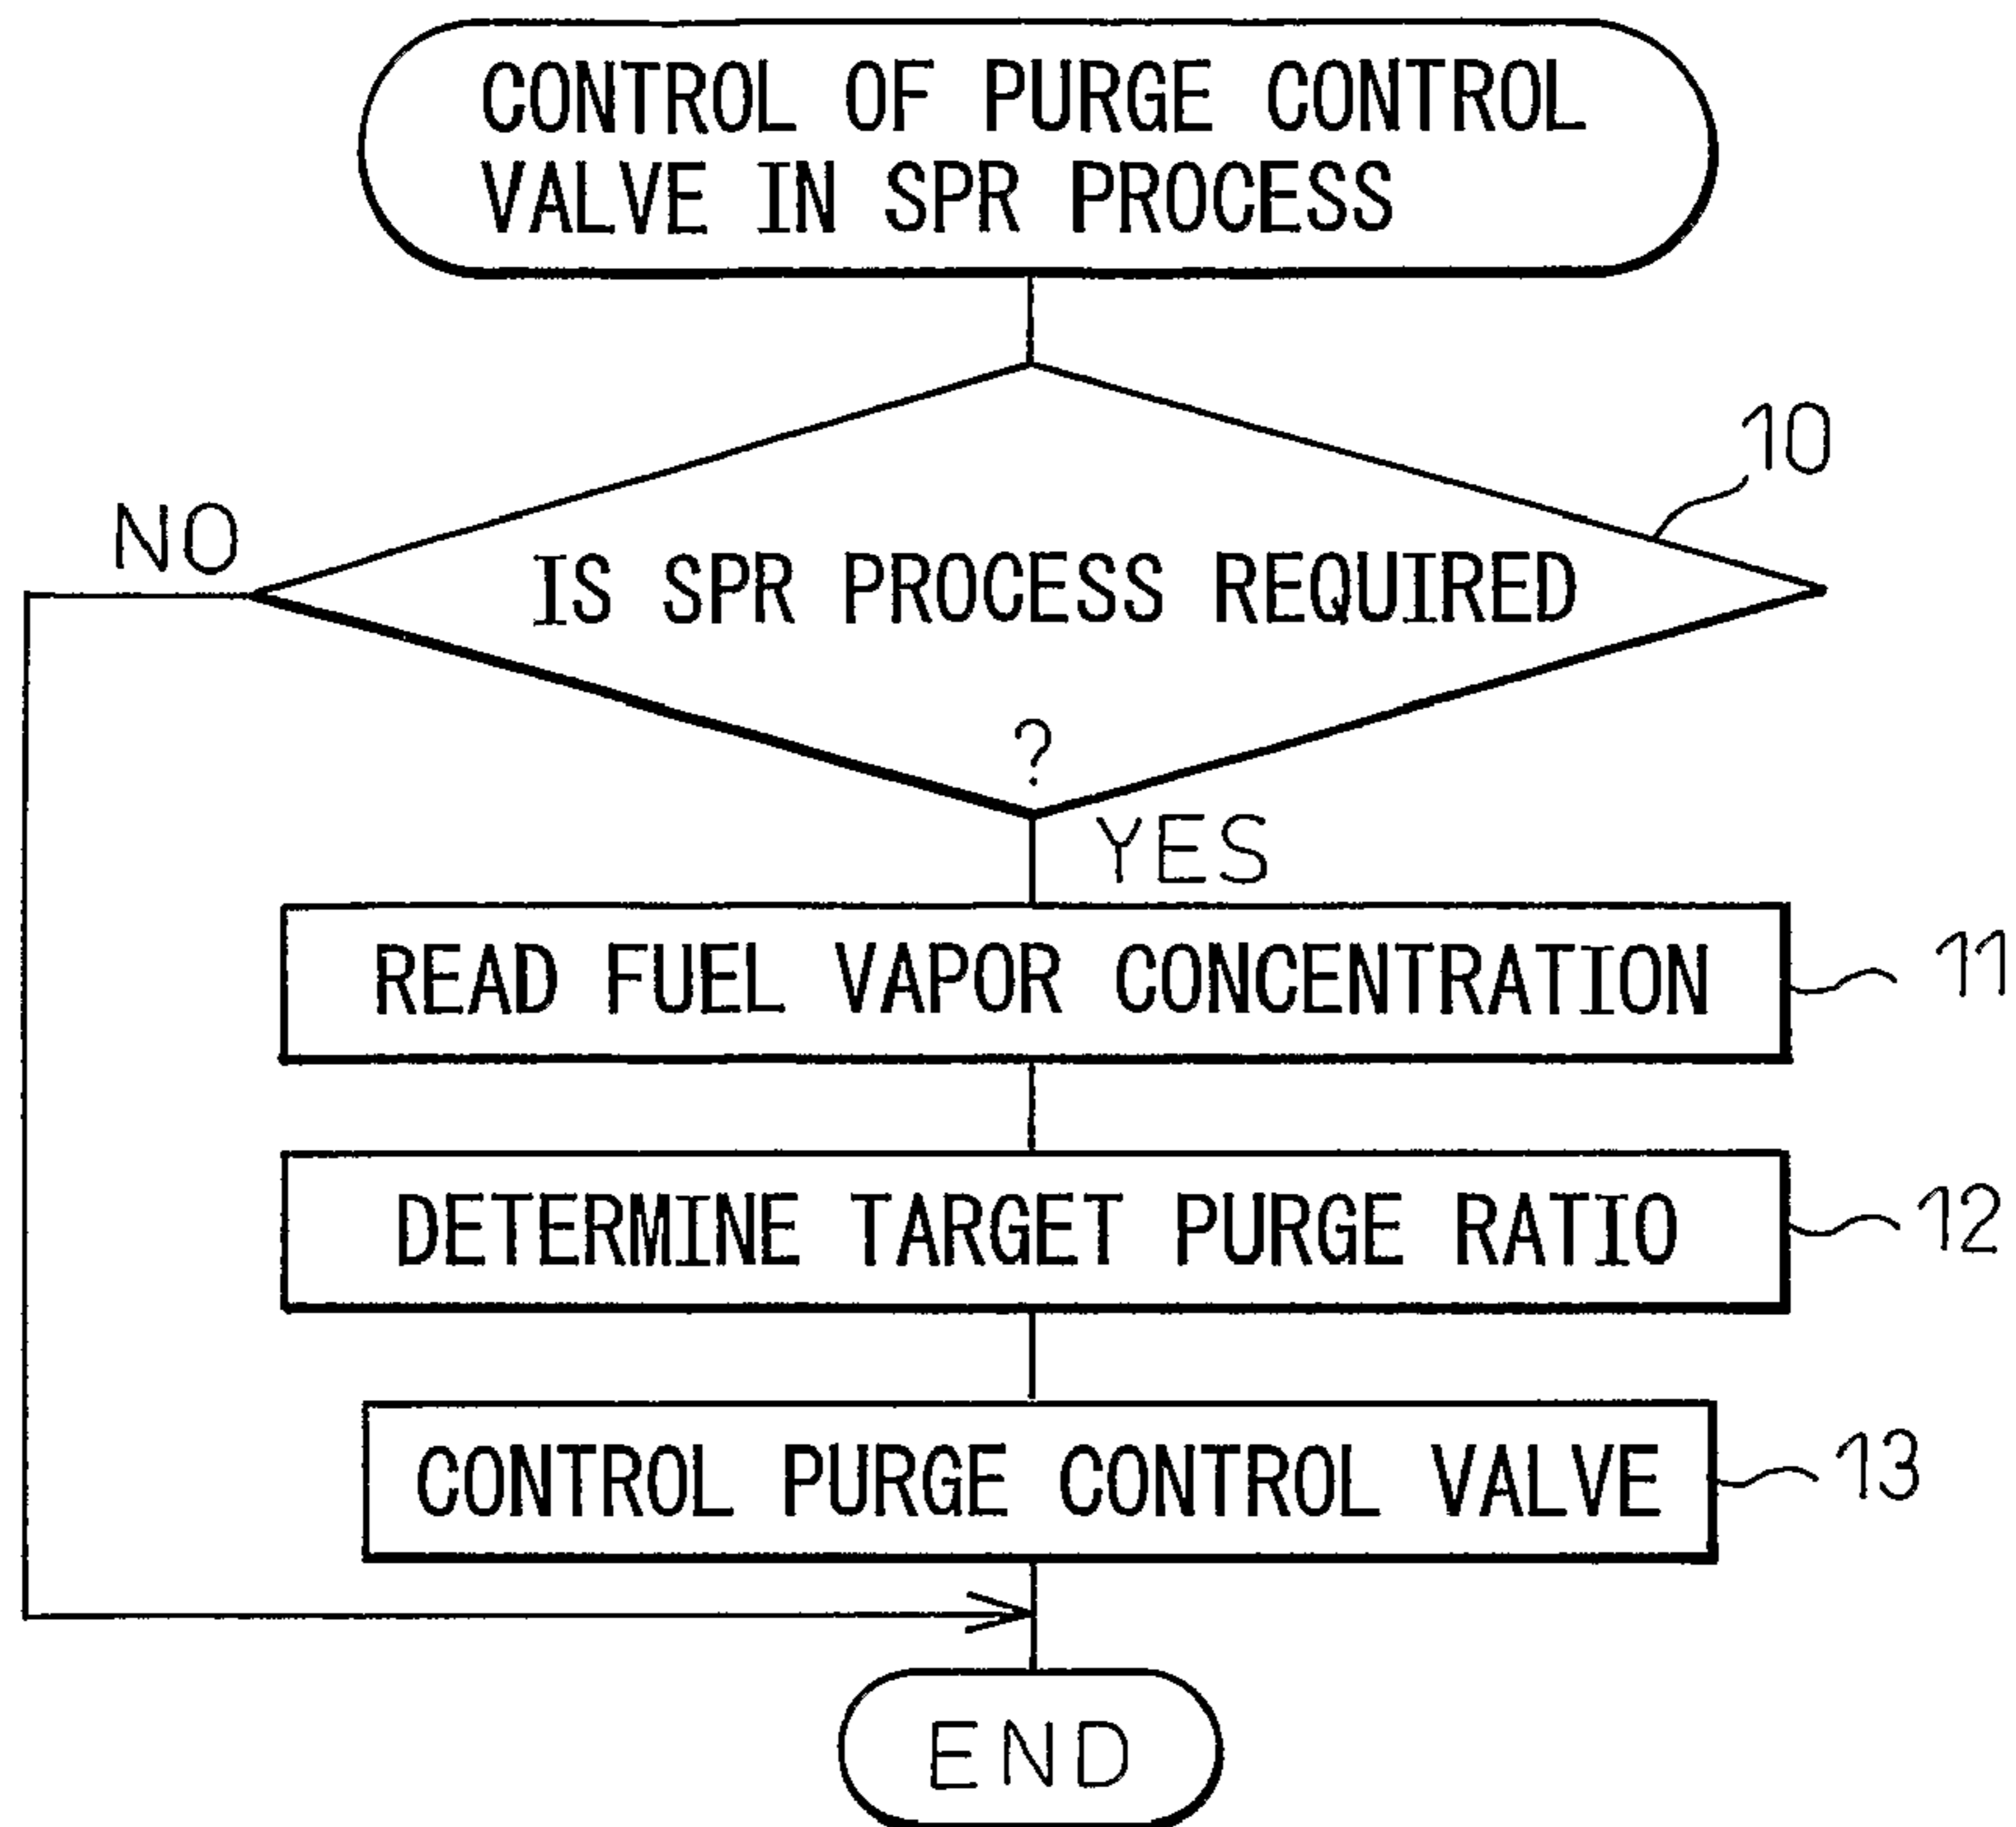 CONTROL OF PURGE CONTROL
VALVE IN SPR PROCESS
10
NO
IS SPR PROCESS REQUIRED
?
YES
READ FUEL VAPOR CONCENTRATION
11
DETERMINE TARGET PURGE RATIO
12
CONTROL PURGE CONTROL VALVE
13
END